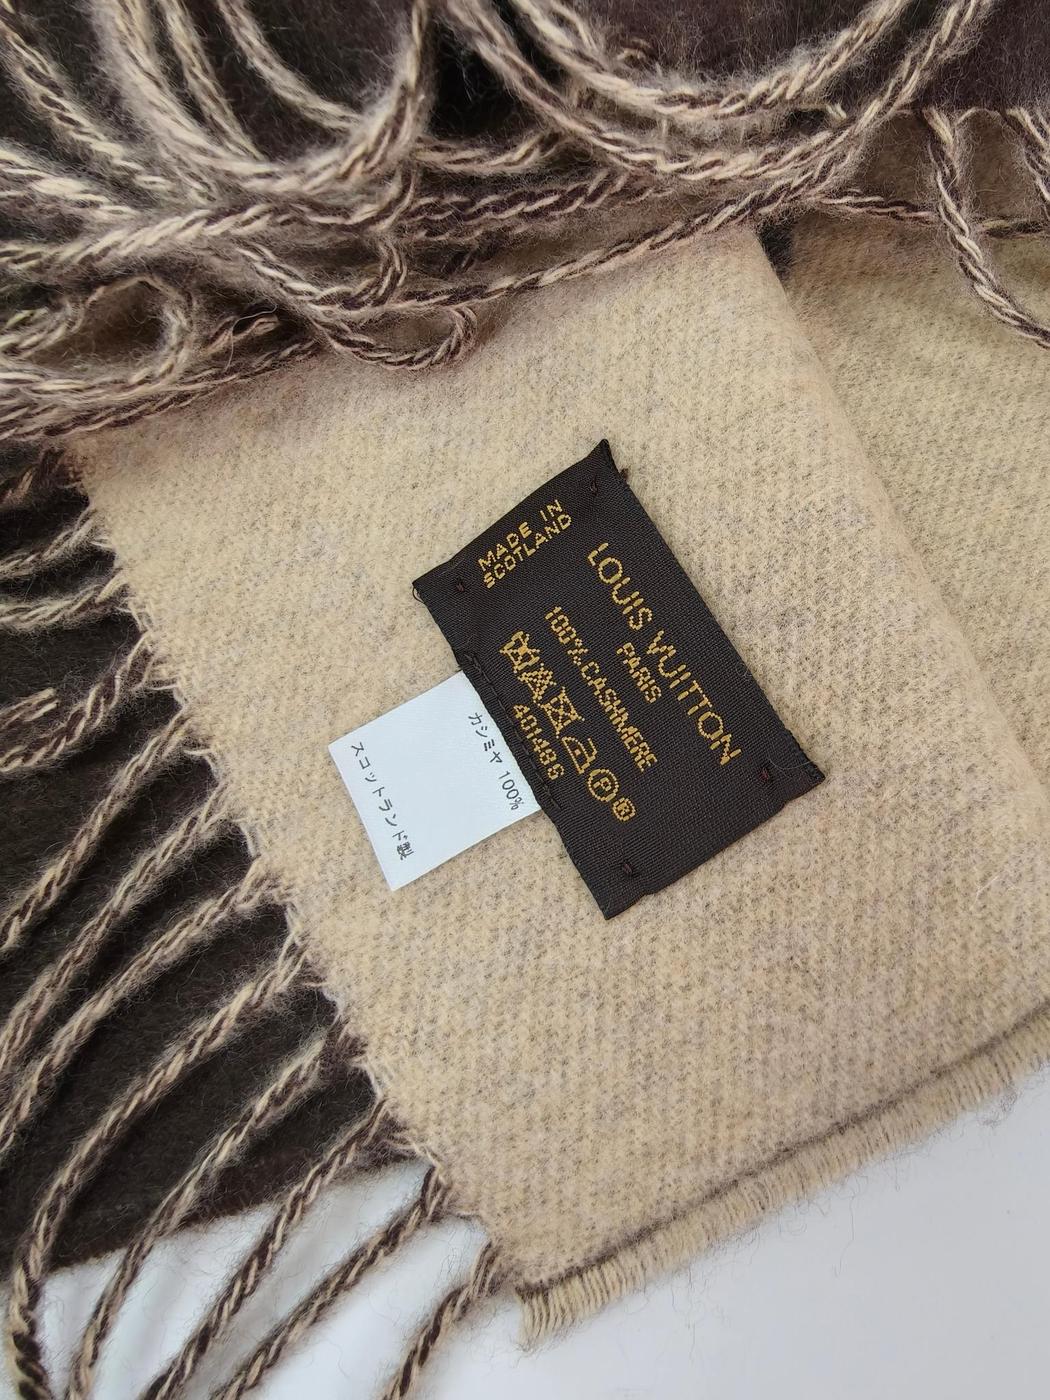 MADE IN
SCOTLAND
LOUIS VUITTON
PARIS
100% CASHMERE
P ®
401486
カシミヤ 100%
スコットランド製